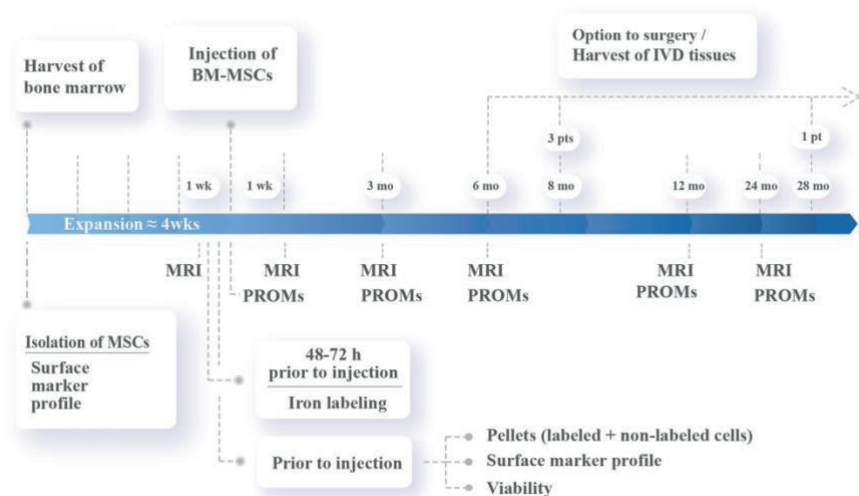 Harvest of
bone marrow
Injection of
BM-MSCs
Option to surgery /
Harvest of IVD tissues
3 pts
1 pt
1 wk
1 wk
3 mo
6 mo
8 mo
12 mo
24 mo
28 mo
Expansion ≈ 4wks
MRI
MRI
PROMs
MRI
PROMs
MRI
PROMs
MRI
PROMs
MRI
PROMs
Isolation of MSCs
Surface
marker
profile
48-72 h
prior to injection
Iron labeling
Prior to injection
Pellets (labeled + non-labeled cells)
Surface marker profile
Viability